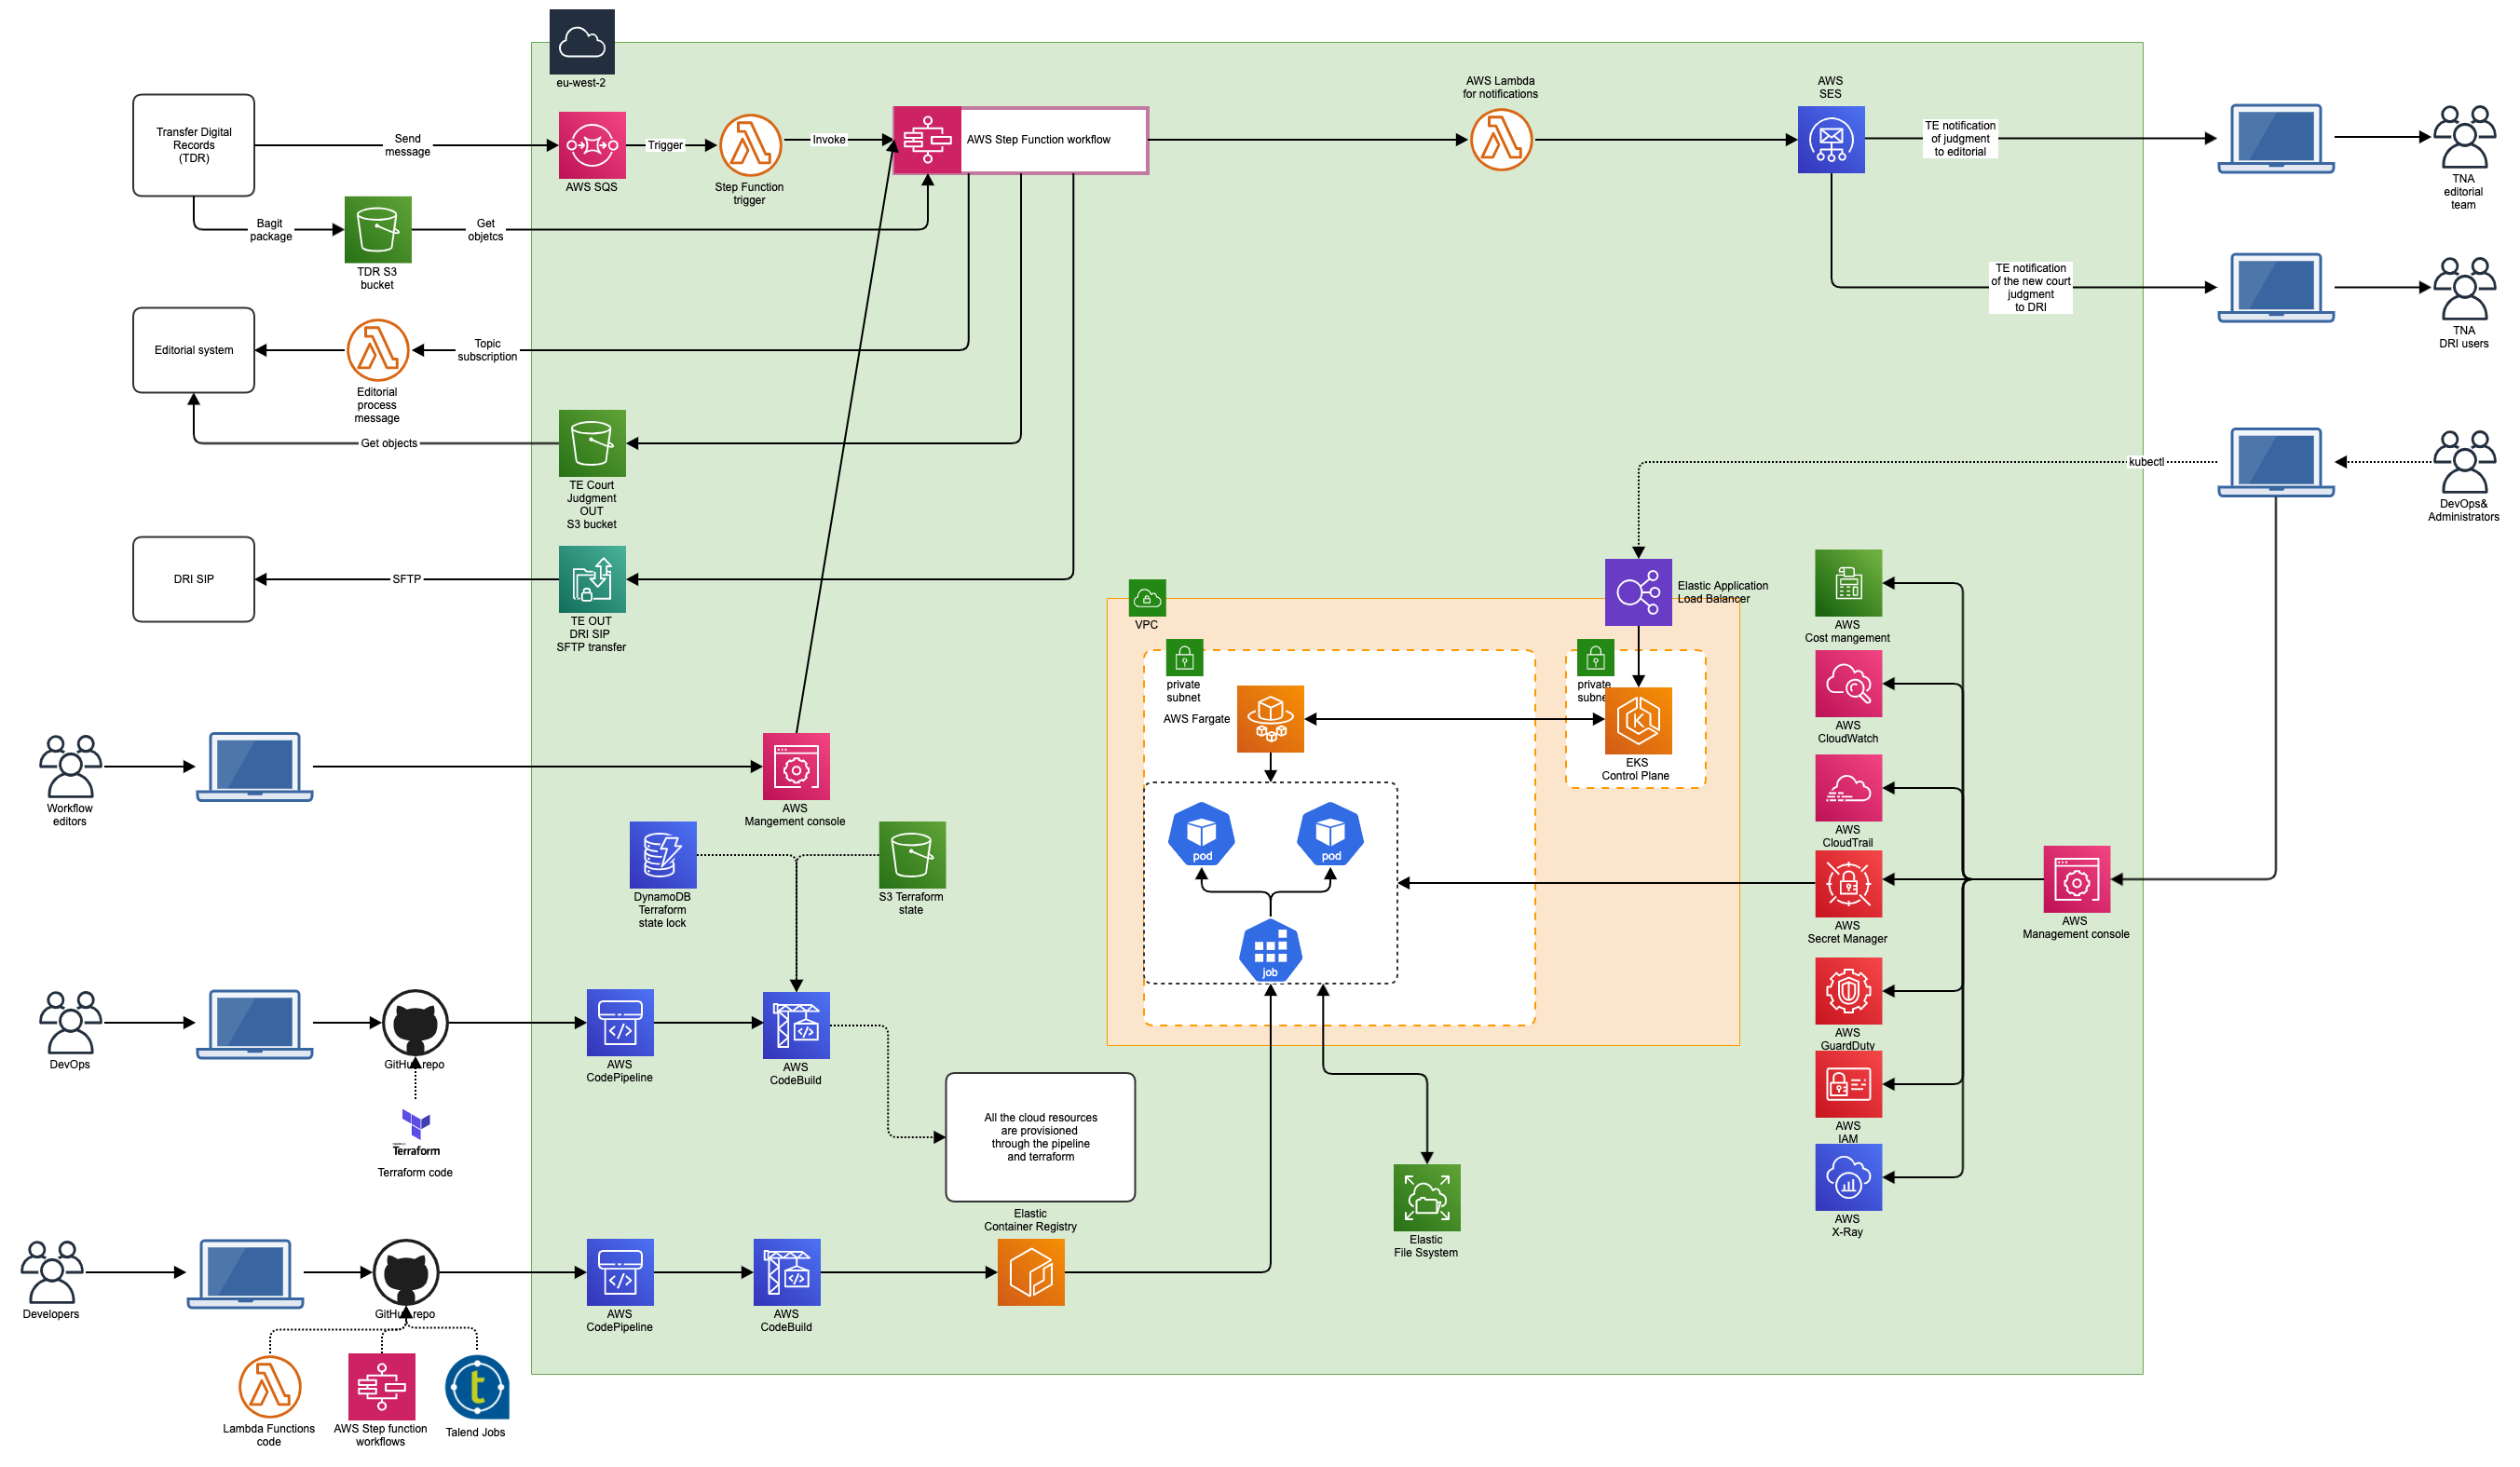 eu-west-2
Transfer Digital
Records
(TDR)
Send
message
AWS SQS
Trigger
Step Function
trigger
Invoke
AWS Step Function workflow
AWS Lambda
for notifications
AWS
SES
TE notification
of judgment
to editorial
TNA
editorial
team
Bagit
package
TDR S3
bucket
Get
objetcs
TE notification
of the new court
judgment
to DRI
TNA
DRI users
Editorial system
Editorial
process
message
Topic
subscription
Get objects
TE Court
Judgment
OUT
S3 bucket
kubectl
DevOps&
Administrators
DRI SIP
SFTP
TE OUT
DRI SIP
SFTP transfer
VPC
Elastic Application
Load Balancer
private
subnet
private
subne
AWS Fargate
EKS
Control Plane
AWS
Cost mangement
AWS
CloudWatch
AWS
CloudTrail
AWS
Secret Manager
AWS
GuardDuty
AWS
IAM
AWS
X-Ray
AWS
Management console
Workflow
editors
AWS
Mangement console
DynamoDB
Terraform
state lock
S3 Terraform
state
pod
pod
job
DevOps
GitHub repo
Terraform
Terraform code
AWS
CodePipeline
AWS
CodeBuild
All the cloud resources
are provisioned
through the pipeline
and terraform
Elastic
Container Registry
Elastic
File Ssystem
Developers
GitHub repo
AWS
CodePipeline
AWS
CodeBuild
Lambda Functions
code
AWS Step function
workflows
t
Talend Jobs